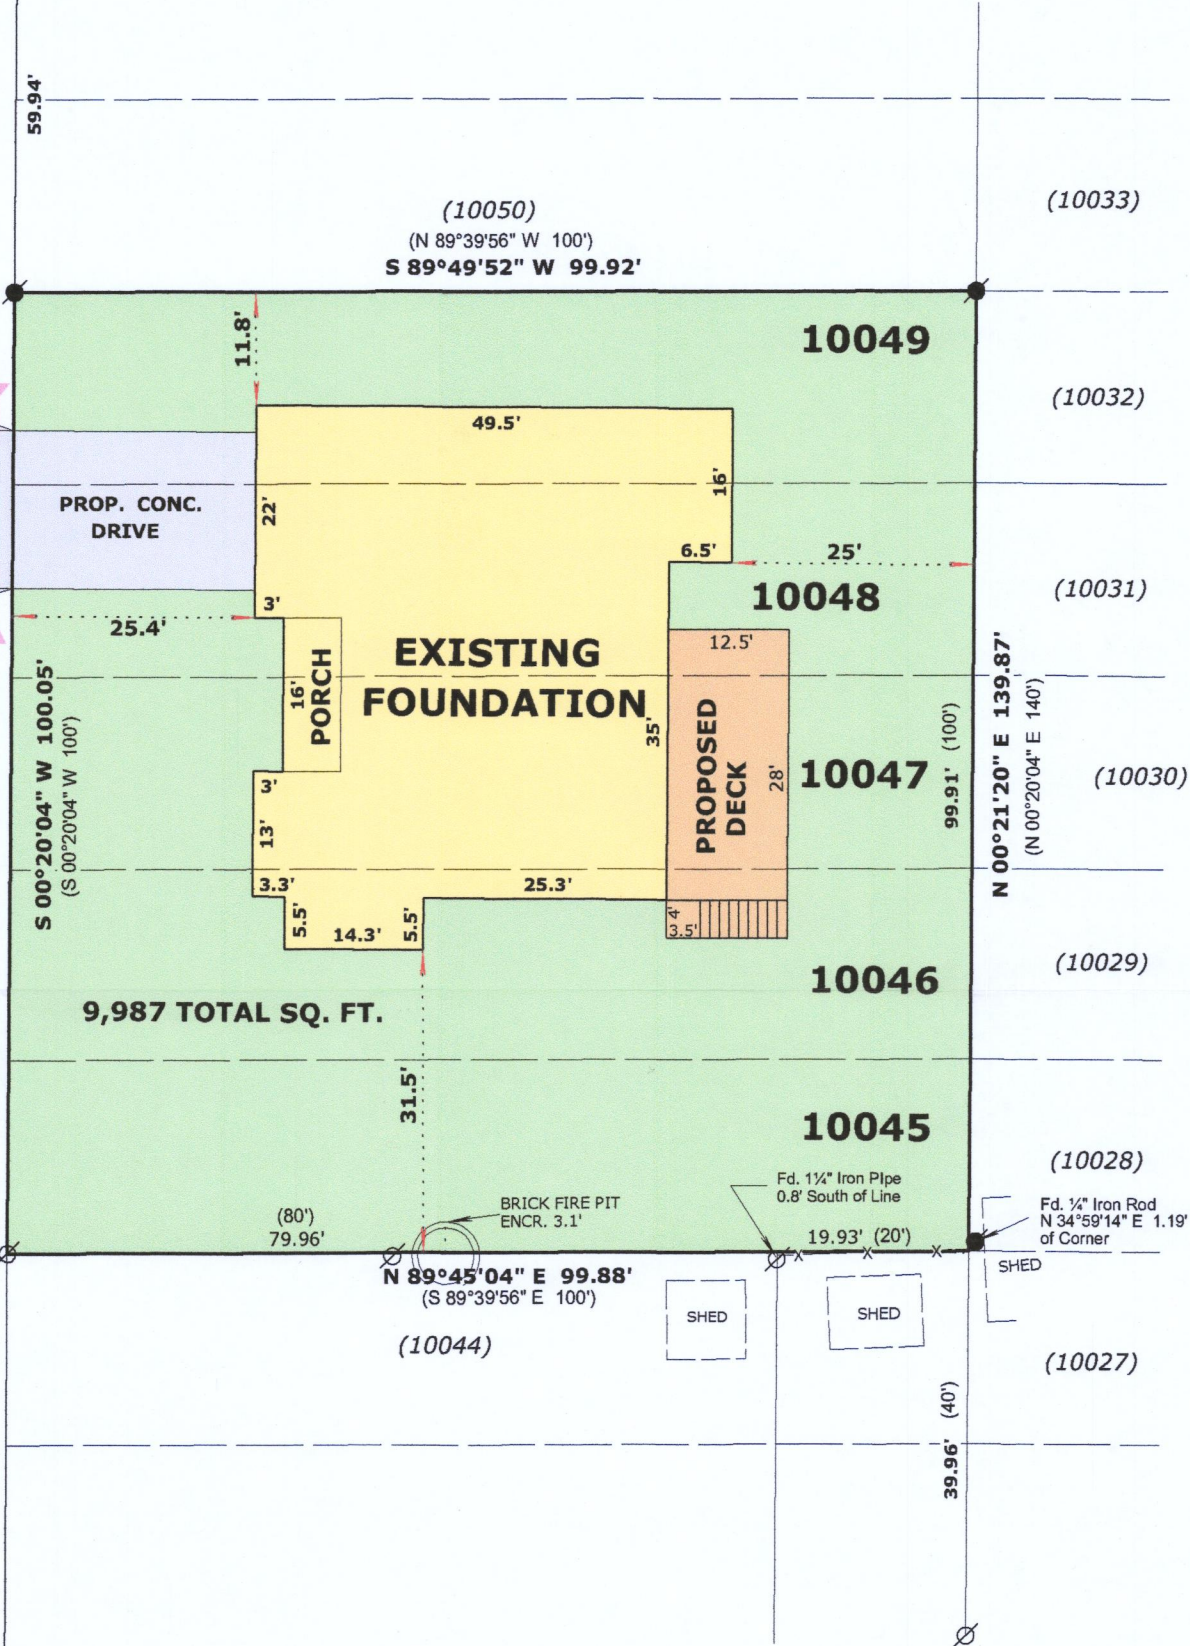 59.94'
(10050)
(N 89°39'56" W 100')
S 89°49'52" W 99.92'
(10033)
11.8'
10049
(10032)
49.5'
PROP. CONC.
DRIVE
22'
16'
6.5'
25'
10048
(10031)
3'
25.4'
16'
PORCH
EXISTING
FOUNDATION
12.5'
35'
PROPOSED
DECK
28'
10047
99.91' (100')
N 00°21'20" E 139.87'
(N 00°20'04" E 140')
(10030)
S 00°20'04" W 100.05'
(S 00°20'04" W 100')
3'
13'
3.3'
25.3'
5.5'
14.3'
5.5'
4'
3.5'
10046
(10029)
9,987 TOTAL SQ. FT.
31.5'
10045
(10028)
Fd. 1¼" Iron PIpe
0.8' South of Line
BRICK FIRE PIT
ENCR. 3.1'
(80')
79.96'
19.93' (20')
x x x
Fd. ¼" Iron Rod
N 34°59'14" E 1.19'
of Corner
N 89°45'04" E 99.88'
(S 89°39'56" E 100')
SHED
SHED
SHED
(10044)
(10027)
39.96' (40')